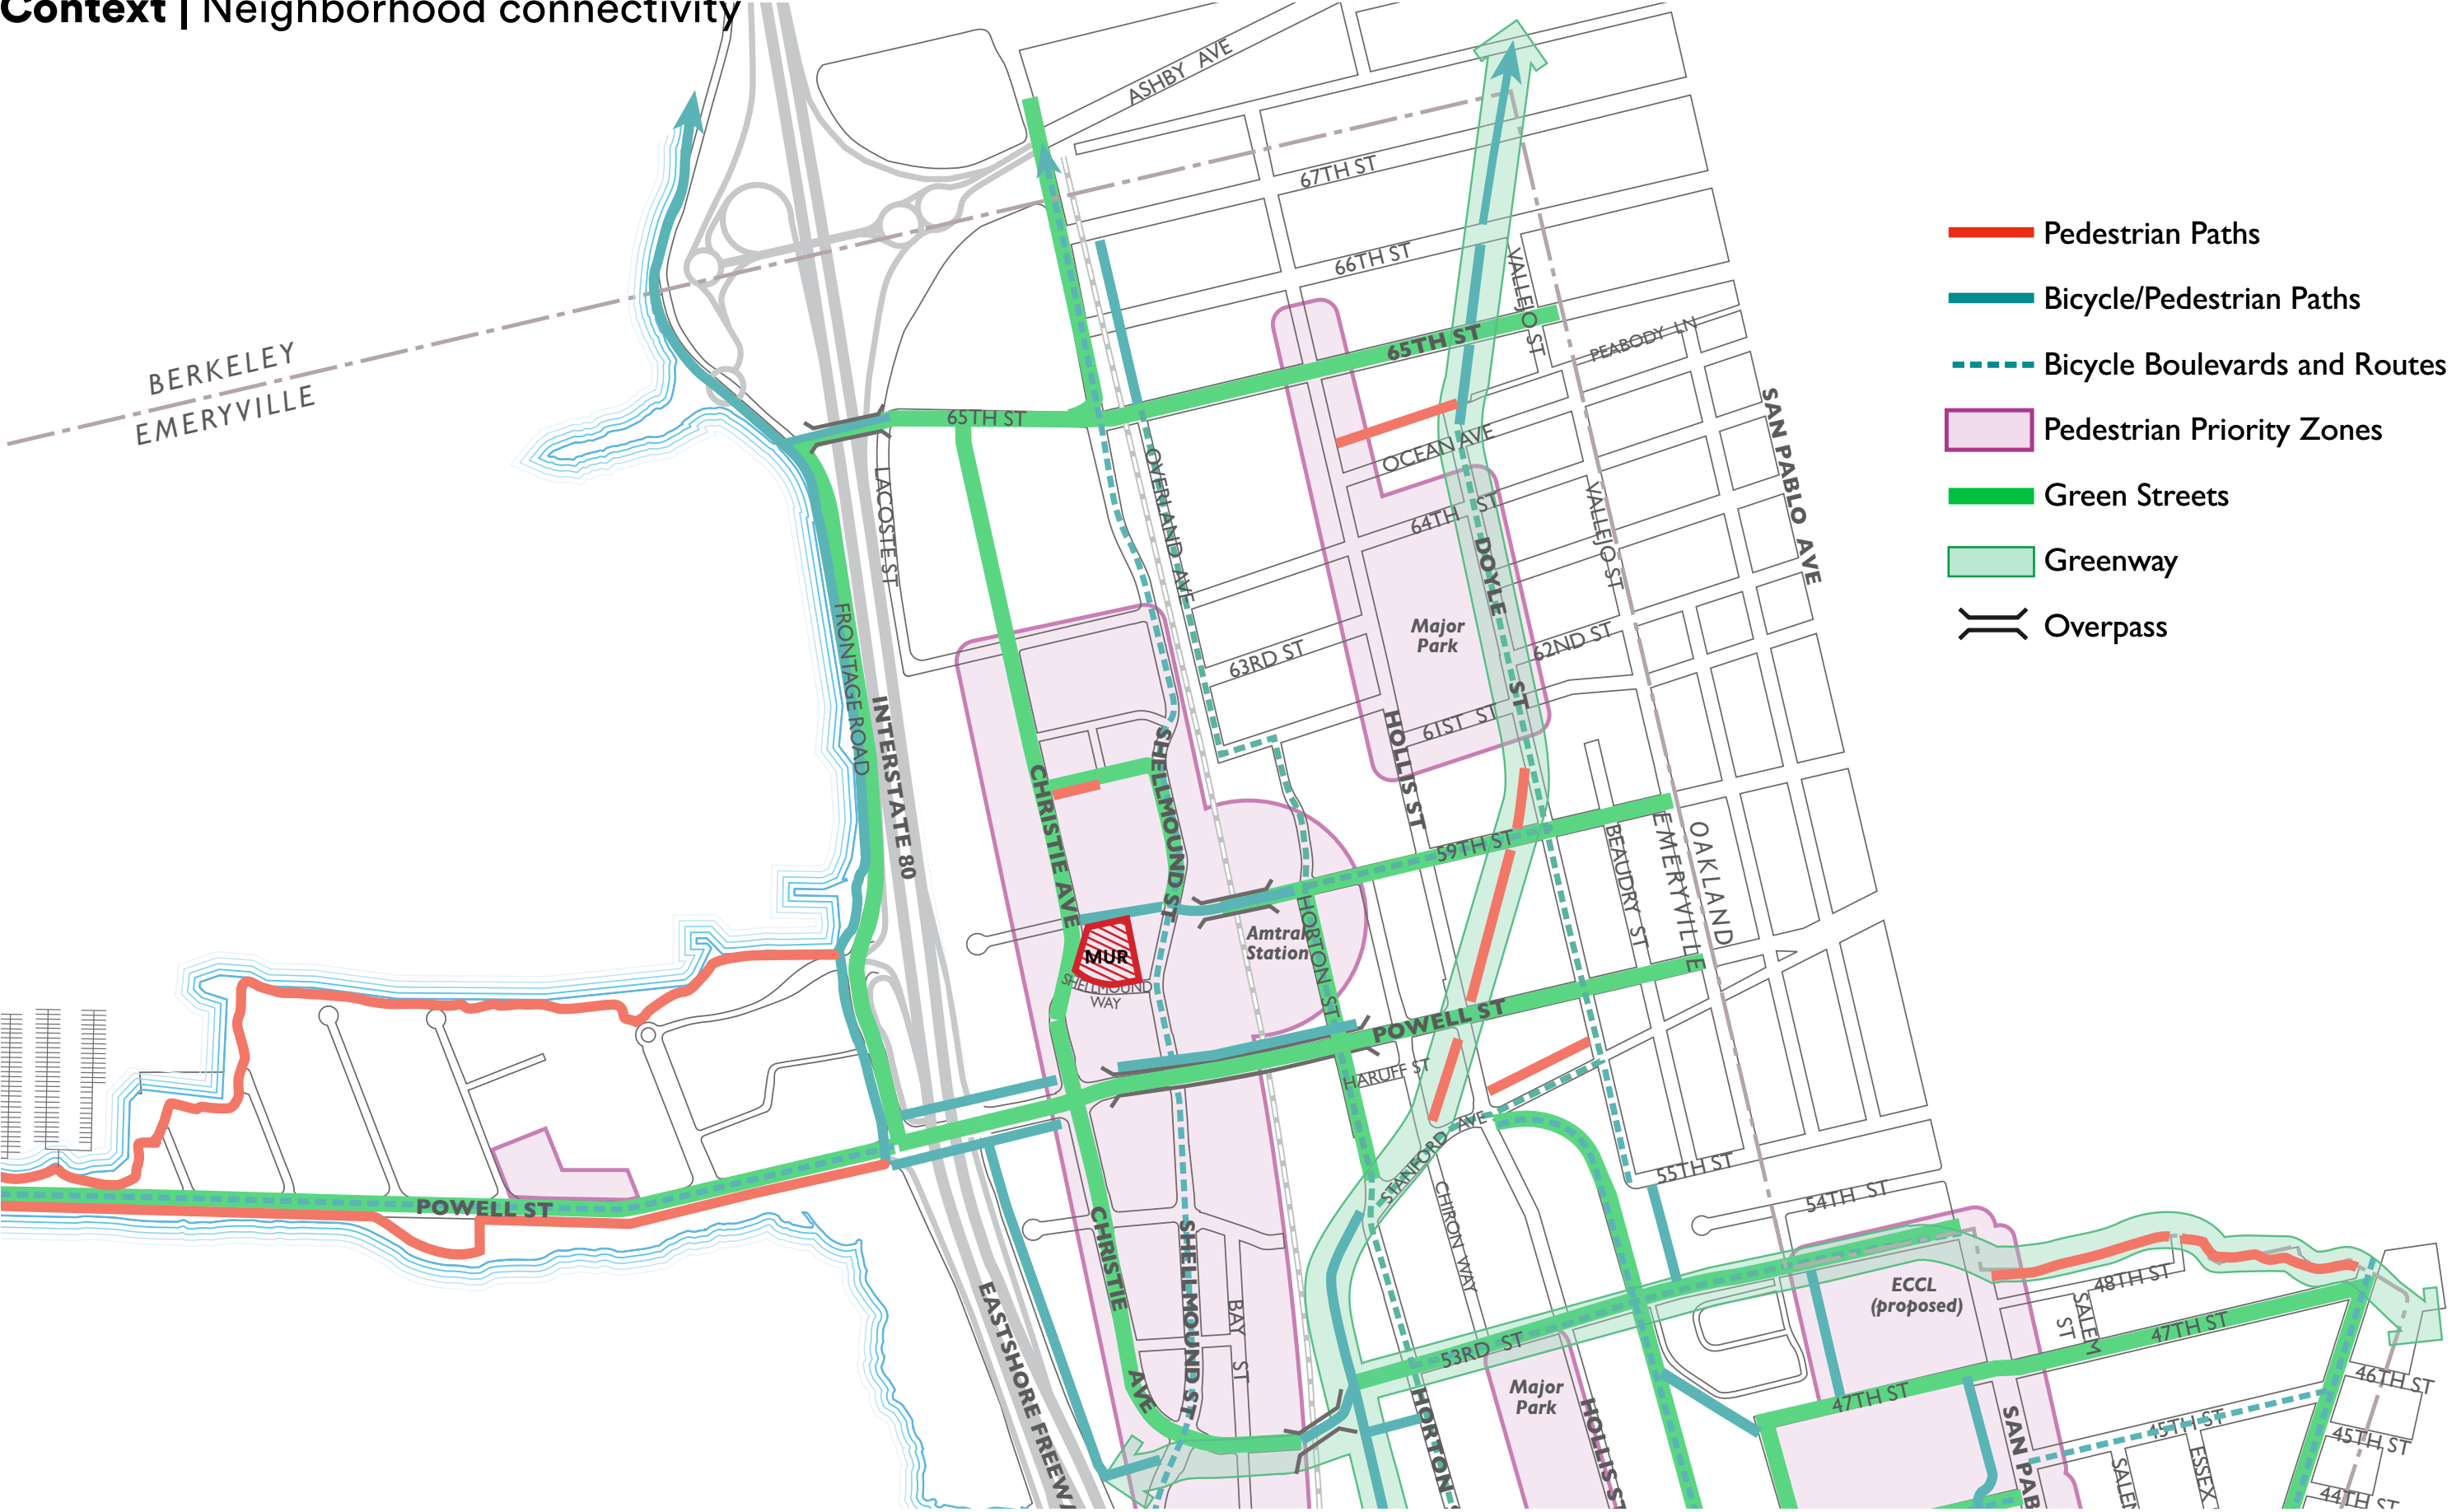 Context | Neighborhood connectivity
ASHBY AVE
67TH ST
66TH ST
VALLEJO ST
65TH ST
PEABODY LN
BERKELEY
EMERYVILLE
65TH ST
OCEAN AVE
SAN PABLO AVE
LACOSTE ST
OVERLAND AVE
64TH ST
VALLEJO ST
DOYLE ST
FRONTAGE ROAD
Major
Park
63RD ST
62ND ST
61ST ST
INTERSTATE 80
CHRISTIE AVE
SHELLMOUND ST
HOLLIS ST
59TH ST
BEAUDRY ST
EMERYVILLE
OAKLAND
MUR
SHELLMOUND
WAY
Amtrak
Station
HORTON ST
POWELL ST
HARUFF ST
STANFORD AVE
CHIRON WAY
55TH ST
54TH ST
POWELL ST
CHRISTIE AVE
SHELLMOUND ST
BAY ST
EASTSHORE FREEWA
53RD ST
Major
Park
HORTON S
HOLLIS ST
ECCL
(proposed)
48TH ST
SALEM
ST
47TH ST
47TH ST
46TH ST
45TH ST
45TH ST
44TH ST
SAN PAB
SALEM
ESSEX
Pedestrian Paths
Bicycle/Pedestrian Paths
Bicycle Boulevards and Routes
Pedestrian Priority Zones
Green Streets
Greenway
Overpass